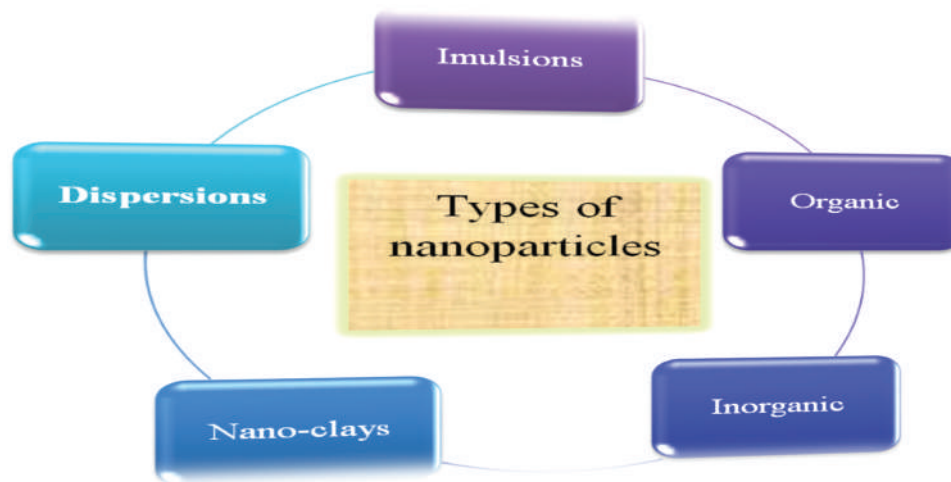 Imulsions
Dispersions
Types of
nanoparticles
Organic
Inorganic
Nano-clays